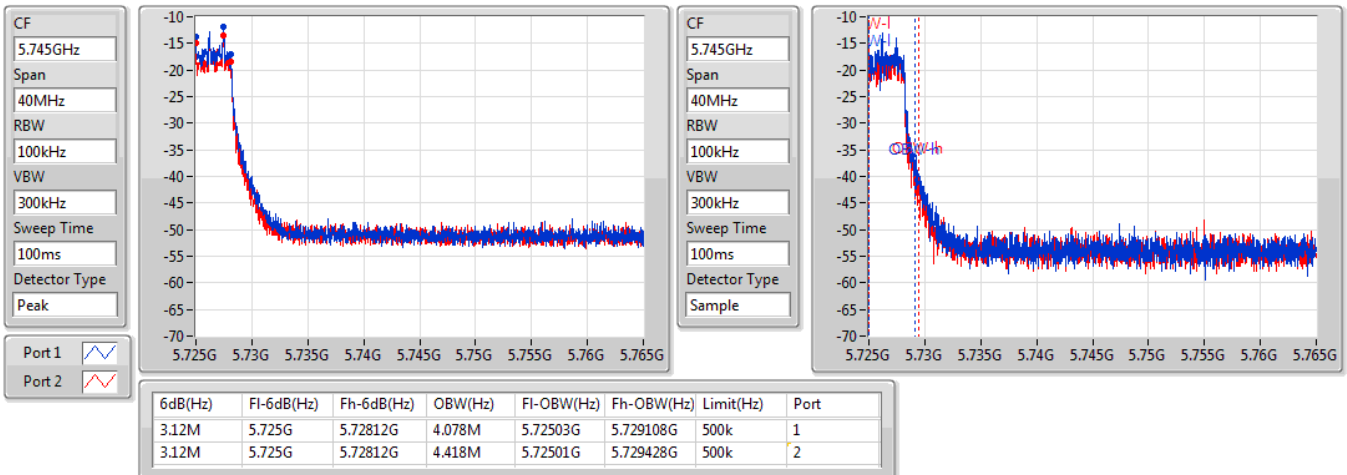 CF
5.745GHz
Span
40MHz
RBW
100kHz
VBW
300kHz
Sweep Time
100ms
Detector Type
Peak
Port 1
Port 2
-10
-15
-20
-25
-30
-35
-40
-45
-50
-55
-60
-65
-70
5.725G 5.73G 5.735G 5.74G 5.745G 5.75G 5.755G 5.76G 5.765G
CF
5.745GHz
Span
40MHz
RBW
100kHz
VBW
300kHz
Sweep Time
100ms
Detector Type
Sample
-10
-15
-20
-25
-30
-35
-40
-45
-50
-55
-60
-65
-70
5.725G 5.73G 5.735G 5.74G 5.745G 5.75G 5.755G 5.76G 5.765G
6dB(Hz) Fl-6dB(Hz) Fh-6dB(Hz) OBW(Hz) Fl-OBW(Hz) Fh-OBW(Hz) Limit(Hz) Port
3.12M 5.725G 5.72812G 4.078M 5.72503G 5.729108G 500k 1
3.12M 5.725G 5.72812G 4.418M 5.72501G 5.729428G 500k 2